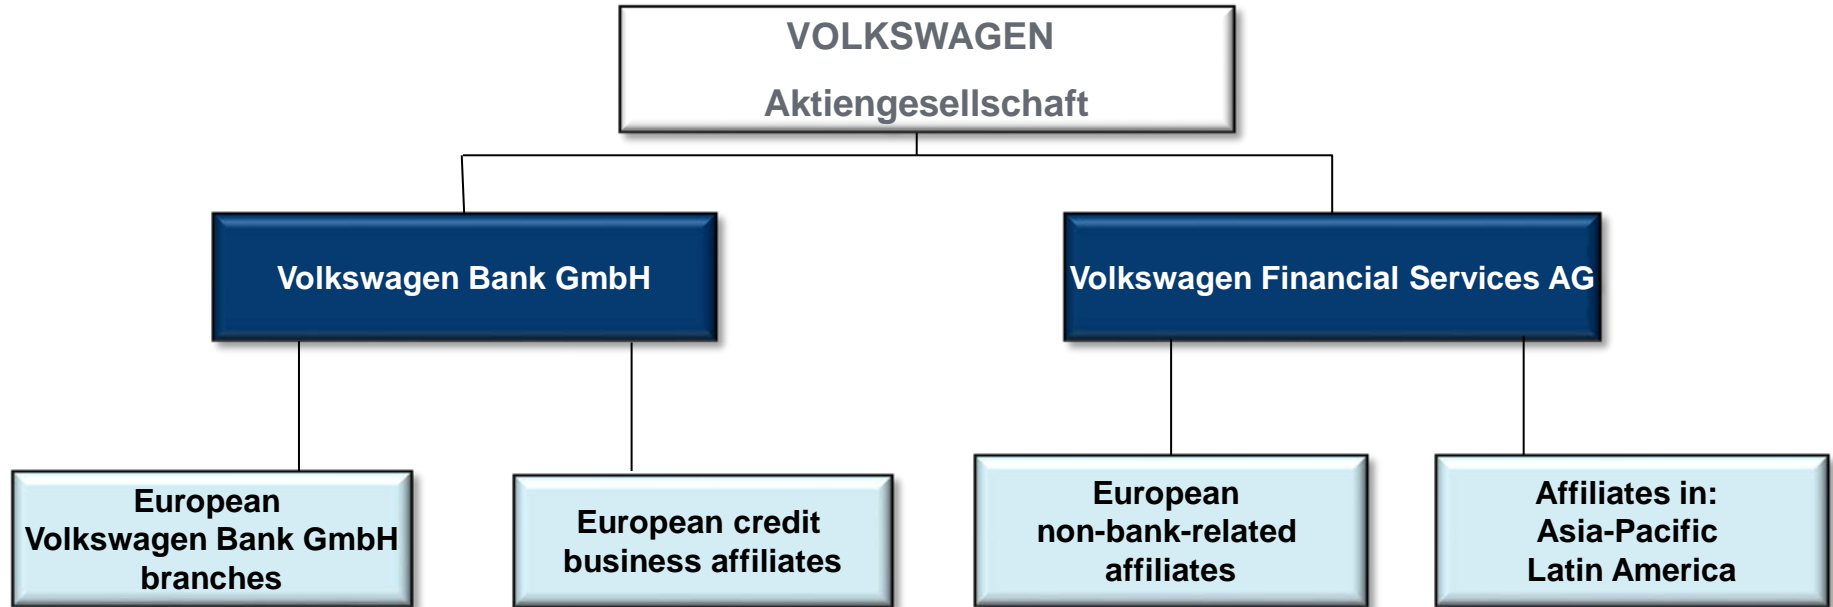 VOLKSWAGEN
Aktiengesellschaft
Volkswagen Bank GmbH
Volkswagen Financial Services AG
European
Volkswagen Bank GmbH
branches
European credit
business affiliates
European
non-bank-related
affiliates
Affiliates in:
Asia-Pacific
Latin America